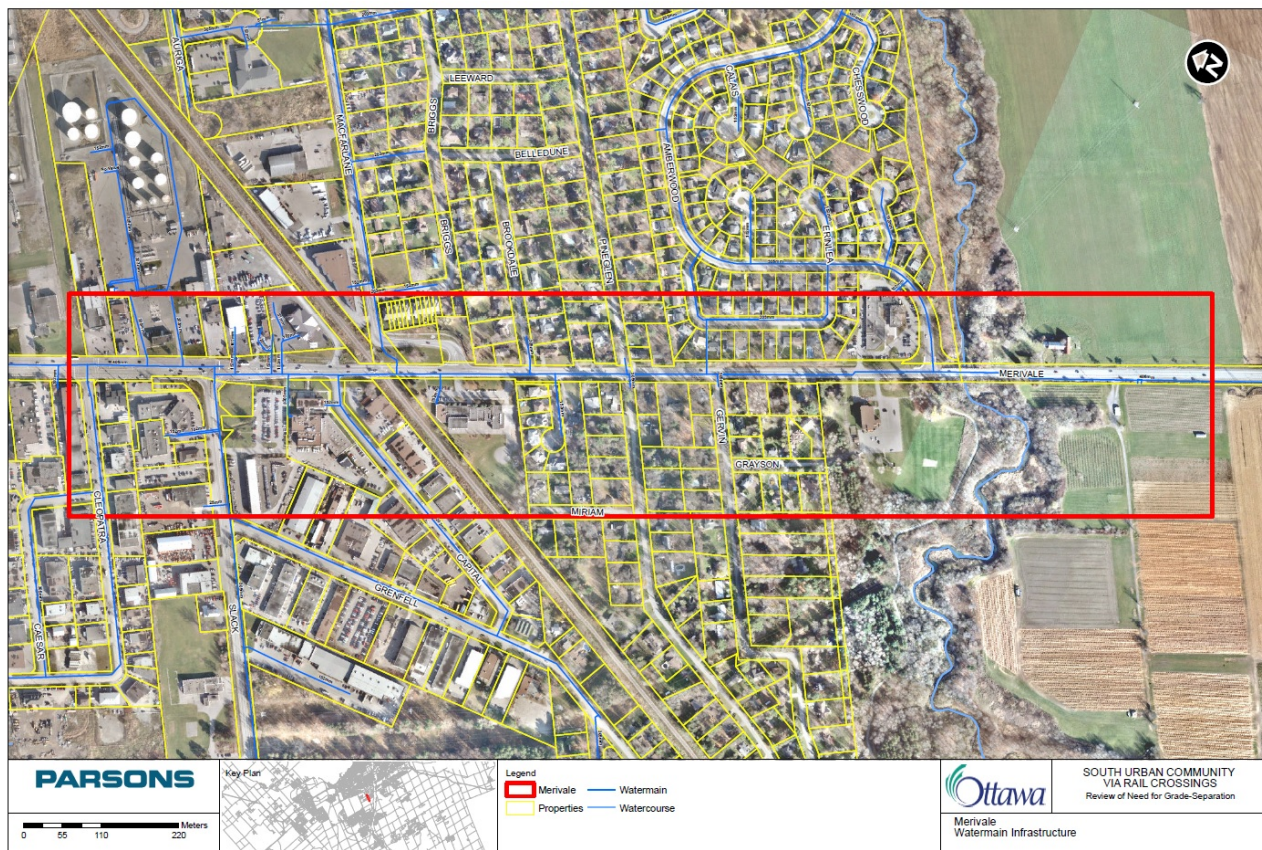 AURIGA
MACFARLANE
BRIGGS
LEEWARD
BELLEDUNE
BRIGGS
BROOKDALE
PINEGLEN
AMBERWOOD
CALAIS
CHESSWOOD
ERINLEA
N
MERIVALE
CLEOPATRA
CAESAR
SLACK
CAPITAL
GRENFELL
MIRIAM
GERVIN
GRAYSON
PARSONS
0 55 110 220 Meters
Key Plan
Legend
Merivale
Watermain
Properties
Watercourse
Ottawa
SOUTH URBAN COMMUNITY
VIA RAIL CROSSINGS
Review of Need for Grade-Separation
Merivale
Watermain Infrastructure